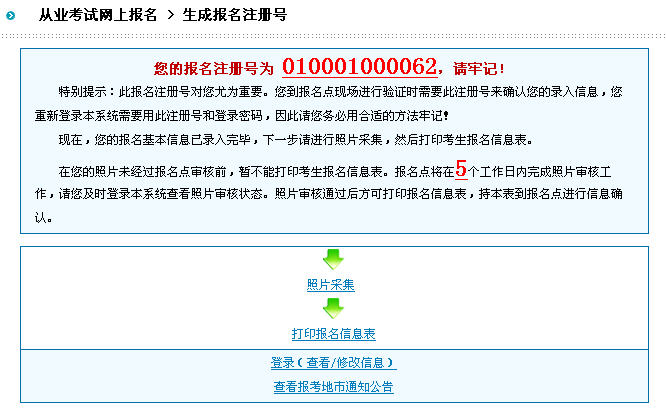 从业考试网上报名 > 生成报名注册号
您的报名注册号为 010001000062，请牢记！
特别提示：此报名注册号对您尤为重要。您到报名点现场进行验证时需要此注册号来确认您的录入信息，您
重新登录本系统需要用此注册号和登录密码，因此请您务必用合适的方法牢记！
现在，您的报名基本信息已录入完毕，下一步请进行照片采集，然后打印考生报名信息表。
在您的照片未经过报名点审核前，暂不能打印考生报名信息表。报名点将在5个工作日内完成照片审核工
作，请您及时登录本系统查看照片审核状态。照片审核通过后方可打印报名信息表，持本表到报名点进行信息确
认。
照片采集
打印报名信息表
登录（查看/修改信息）
查看报考地市通知公告